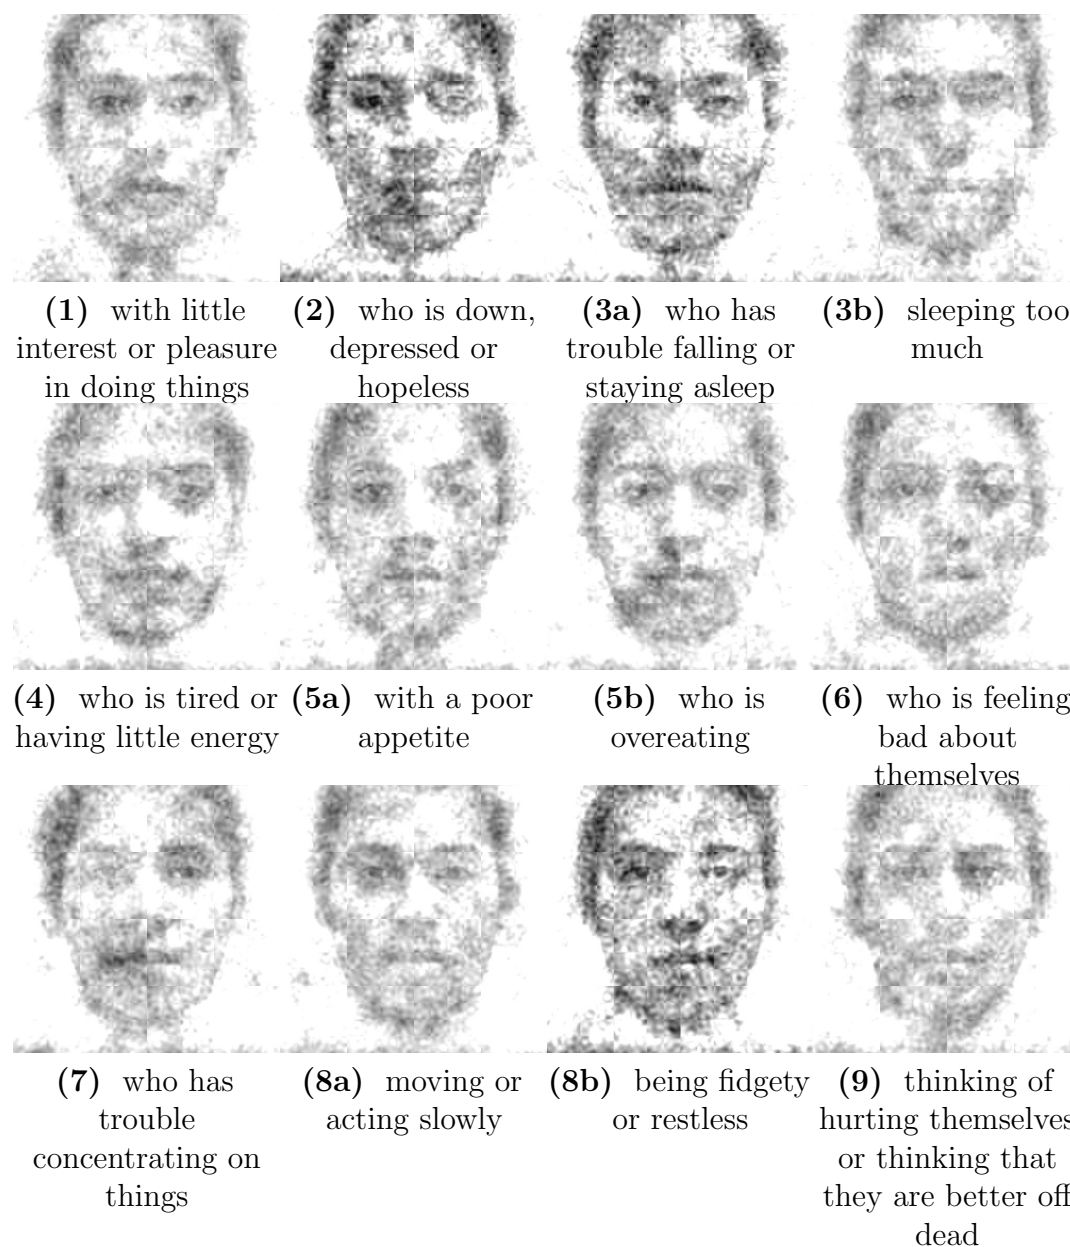 (1) with little
interest or pleasure
in doing things
(2) who is down,
depressed or
hopeless
(3a) who has
trouble falling or
staying asleep
(3b) sleeping too
much
(4) who is tired or
having little energy
(5a) with a poor
appetite
(5b) who is
overeating
(6) who is feeling
bad about
themselves
(7) who has
trouble
concentrating on
things
(8a) moving or
acting slowly
(8b) being fidgety
or restless
(9) thinking of
hurting themselves
or thinking that
they are better off
dead